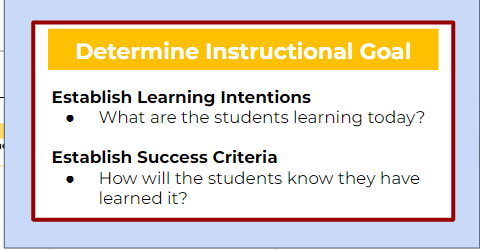 Determine Instructional Goal
Establish Learning Intentions
● What are the students learning today?
Establish Success Criteria
● How will the students know they have
learned it?